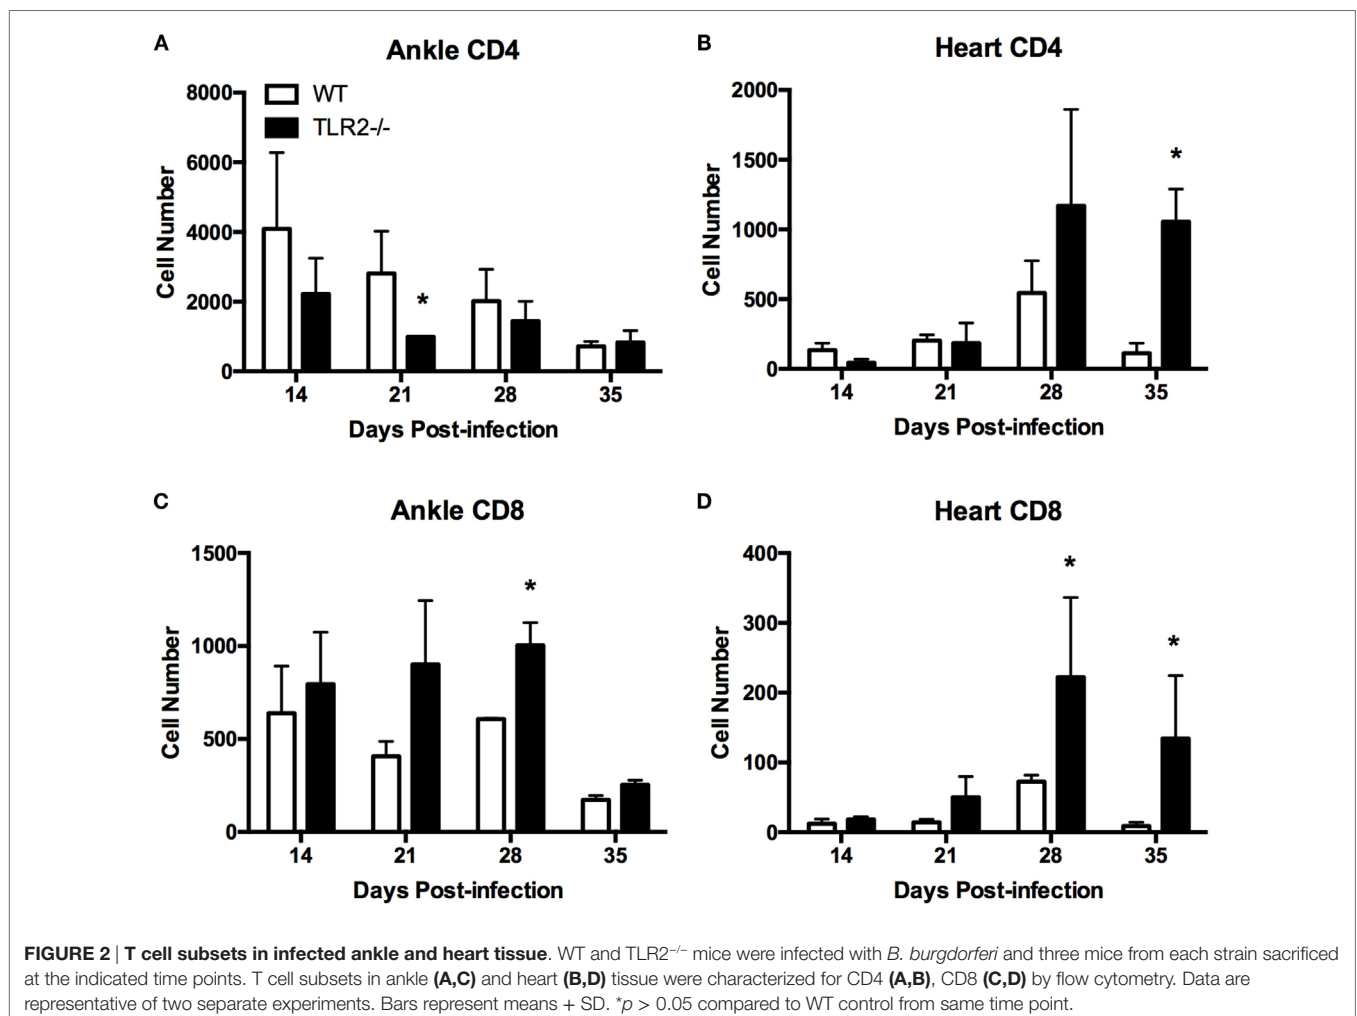 A
Ankle CD4
8000
6000
4000
2000
0
Cell Number
WT
TLR2-/-
*
14 21 28 35
Days Post-infection
B
Heart CD4
2000
1500
1000
500
0
Cell Number
*
14 21 28 35
Days Post-infection
C
Ankle CD8
1500
1000
500
0
Cell Number
*
14 21 28 35
Days Post-infection
D
Heart CD8
400
300
200
100
0
Cell Number
*
*
14 21 28 35
Days Post-infection
FIGURE 2 | T cell subsets in infected ankle and heart tissue. WT and TLR2−/− mice were infected with B. burgdorferi and three mice from each strain sacrificed
at the indicated time points. T cell subsets in ankle (A,C) and heart (B,D) tissue were characterized for CD4 (A,B), CD8 (C,D) by flow cytometry. Data are
representative of two separate experiments. Bars represent means + SD. *p > 0.05 compared to WT control from same time point.